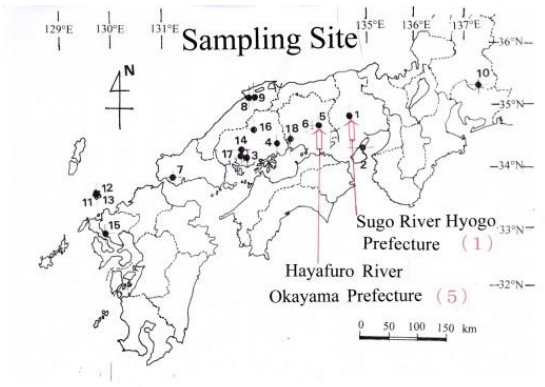 129°E 130°E 131°E 135°E 137°E
Sampling Site
36°N
N
10
35°N
8 9
16 6 5 1
14 4 18
17 3 2
34°N
7
12
11 13
15
33°N
Sugo River Hyogo
Prefecture (1)
Hayafuro River
Okayama Prefecture (5)
32°N
0 50 100 150 km